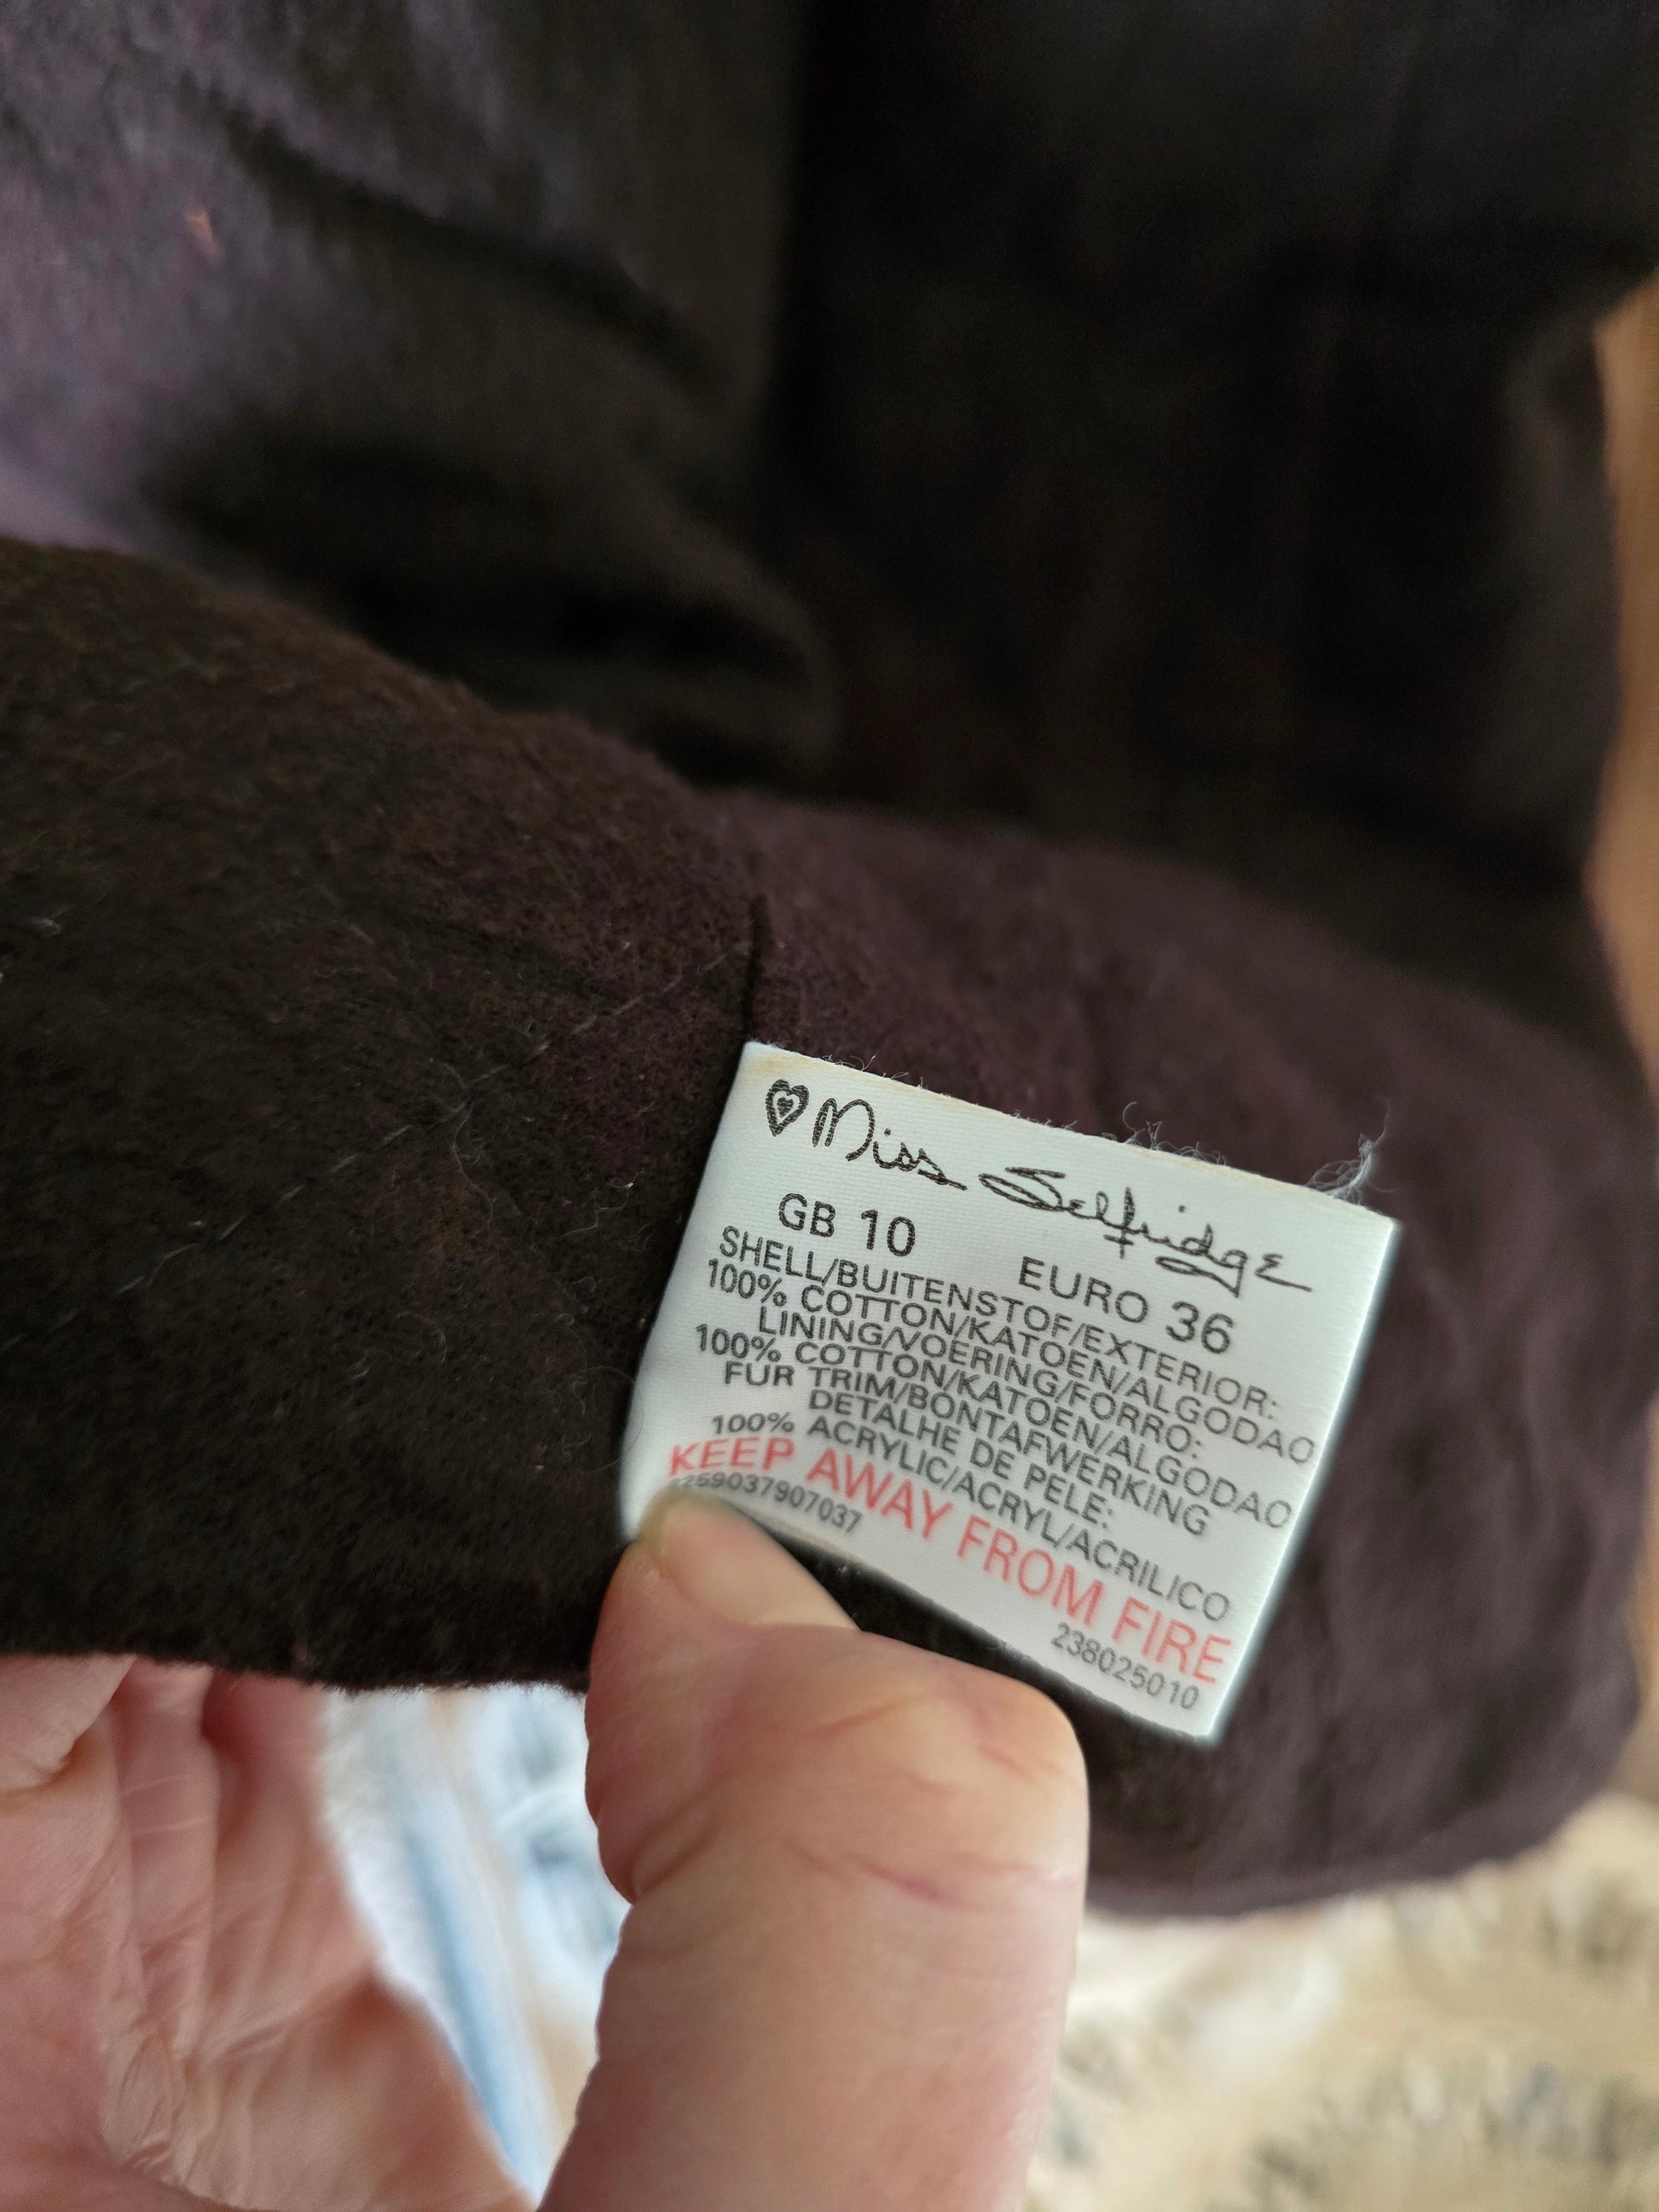 Miss Selfridge
GB 10 EURO 36
SHELL/BUITENSTOF/EXTERIOR:
100% COTTON/KATOEN/ALGODAO
LINING/VOERING/FORRO:
100% COTTON/KATOEN/ALGODAO
FUR TRIM/BONTAFWERKING
DETALHE DE PELE:
100% ACRYLIC/ACRYL/ACRILICO
KEEP AWAY FROM FIRE
238025010